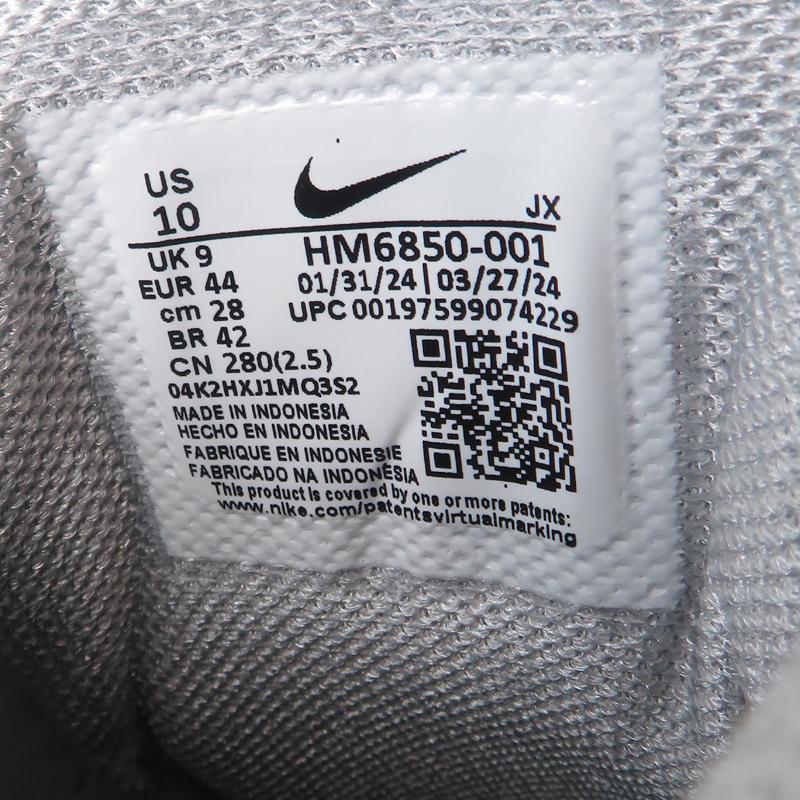 US
10
JX
UK 9
HM6850-001
EUR 44
01/31/24 | 03/27/24
cm 28
UPC 00197599074229
BR 42
CN 280(2.5)
04K2HXJ1MQ3S2
MADE IN INDONESIA
HECHO EN INDONESIA
FABRIQUE EN INDONESIE
FABRICADO NA INDONÉSIA
This product is covered by one or more patents:
www.nike.com/patentsvirtualmarking